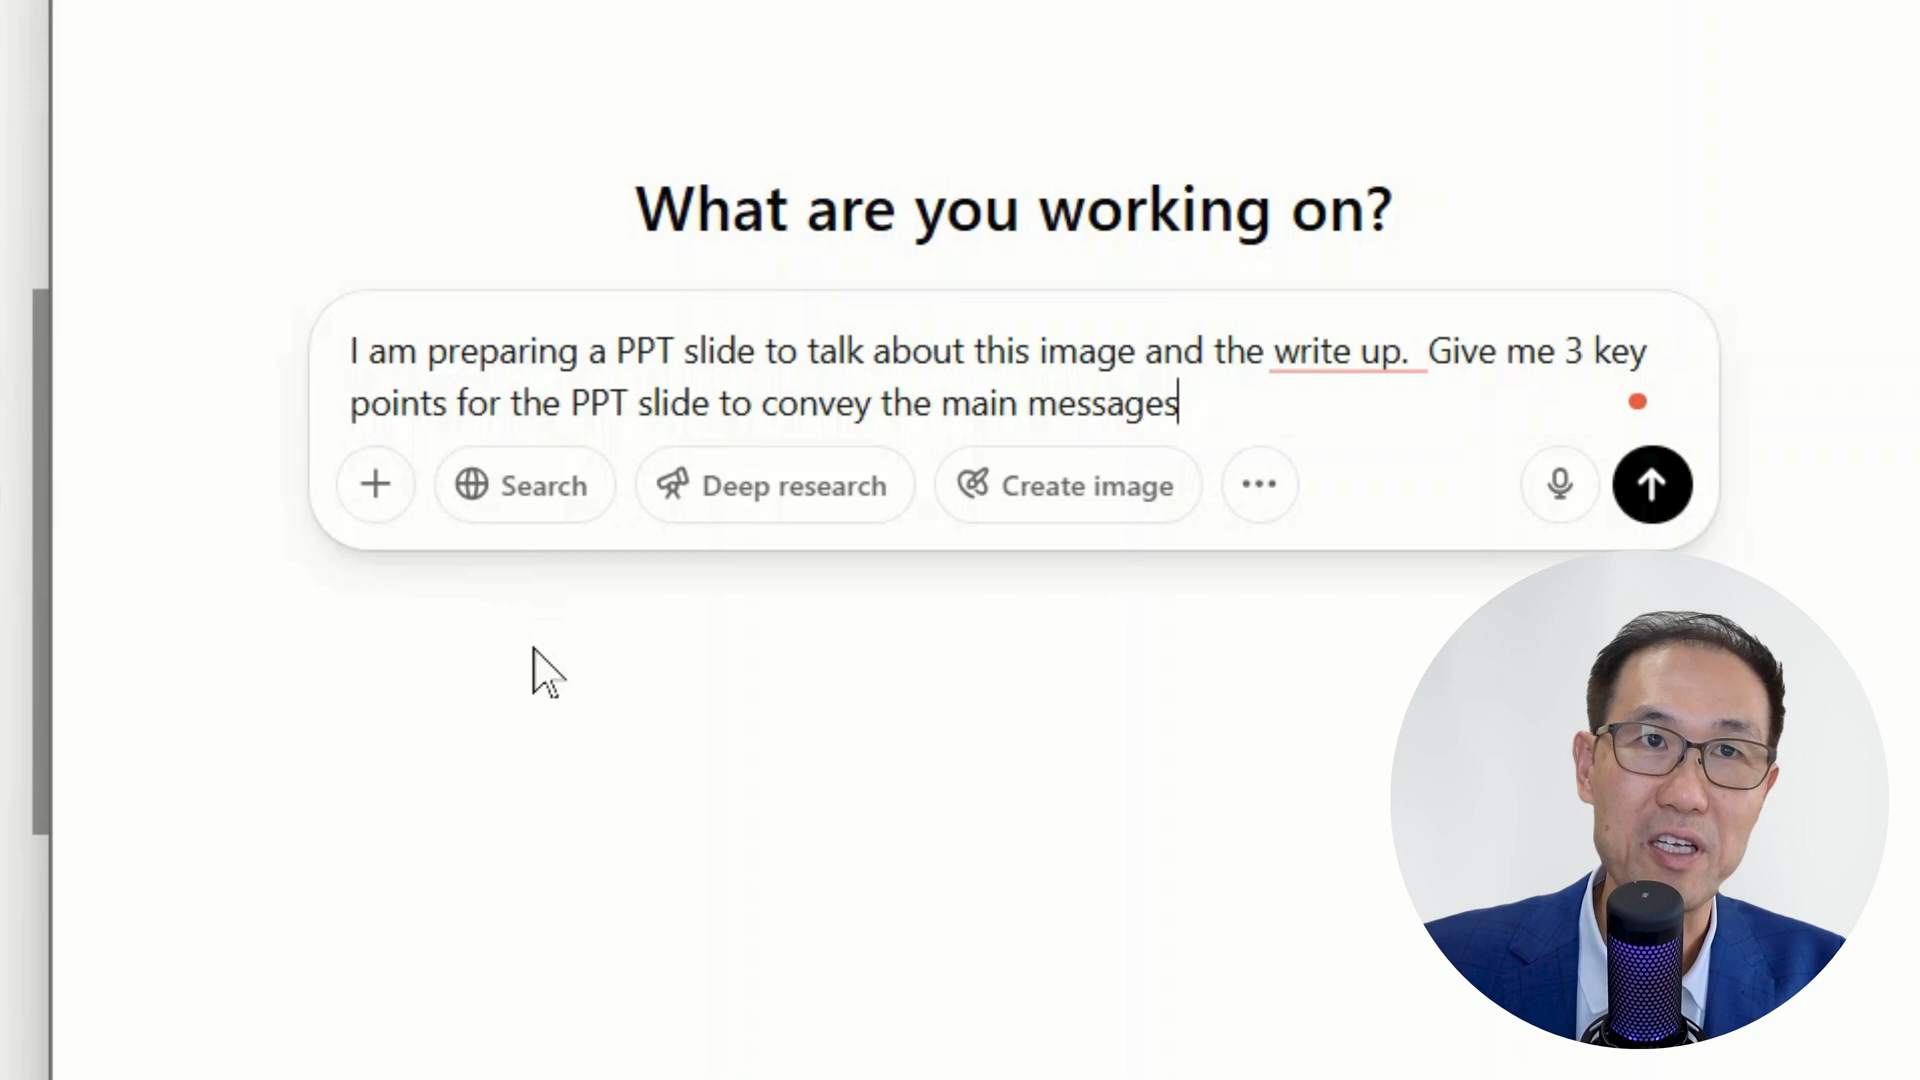 What are you working on?
I am preparing a PPT slide to talk about this image and the write up.  Give me 3 key
points for the PPT slide to convey the main messages
Search
Deep research
Create image